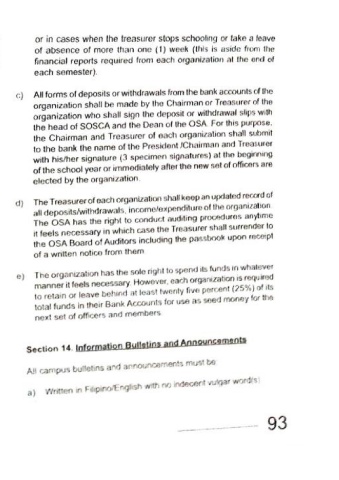 or in cases when the treasurer stops schooling or take a leave
of absence of more than one (1) week (this is aside from the
financial reports required from each organization at the end of
each semester).
c) All forms of deposits or withdrawals from the bank accounts of the
organization shall be made by the Chairman or Treasurer of the
organization who shall sign the deposit or withdrawal slips with
the head of SOSCA and the Dean of the OSA. For this purpose,
the Chairman and Treasurer of each organization shall submit
to the bank the name of the President /Chairman and Treasurer
with his/her signature (3 specimen signatures) at the beginning
of the school year or immediately after the new set of officers are
elected by the organization.
d) The Treasurer of each organization shall keep an updated record of
all deposits/withdrawals, income/expenditure of the organization.
The OSA has the right to conduct auditing procedures anytime
it feels necessary in which case the Treasurer shall surrender to
the OSA Board of Auditors including the passbook upon receipt
of a written notice from them.
e) The organization has the sole right to spend its funds in whatever
manner it feels necessary. However, each organization is required
to retain or leave behind at least twenty five percent (25%) of its
total funds in their Bank Accounts for use as seed money for the
next set of officers and members.
Section 14. Information Bulletins and Announcements
All campus bulletins and announcements must be:
a) Written in Filipino/English with no indecent vulgar word(s)
93